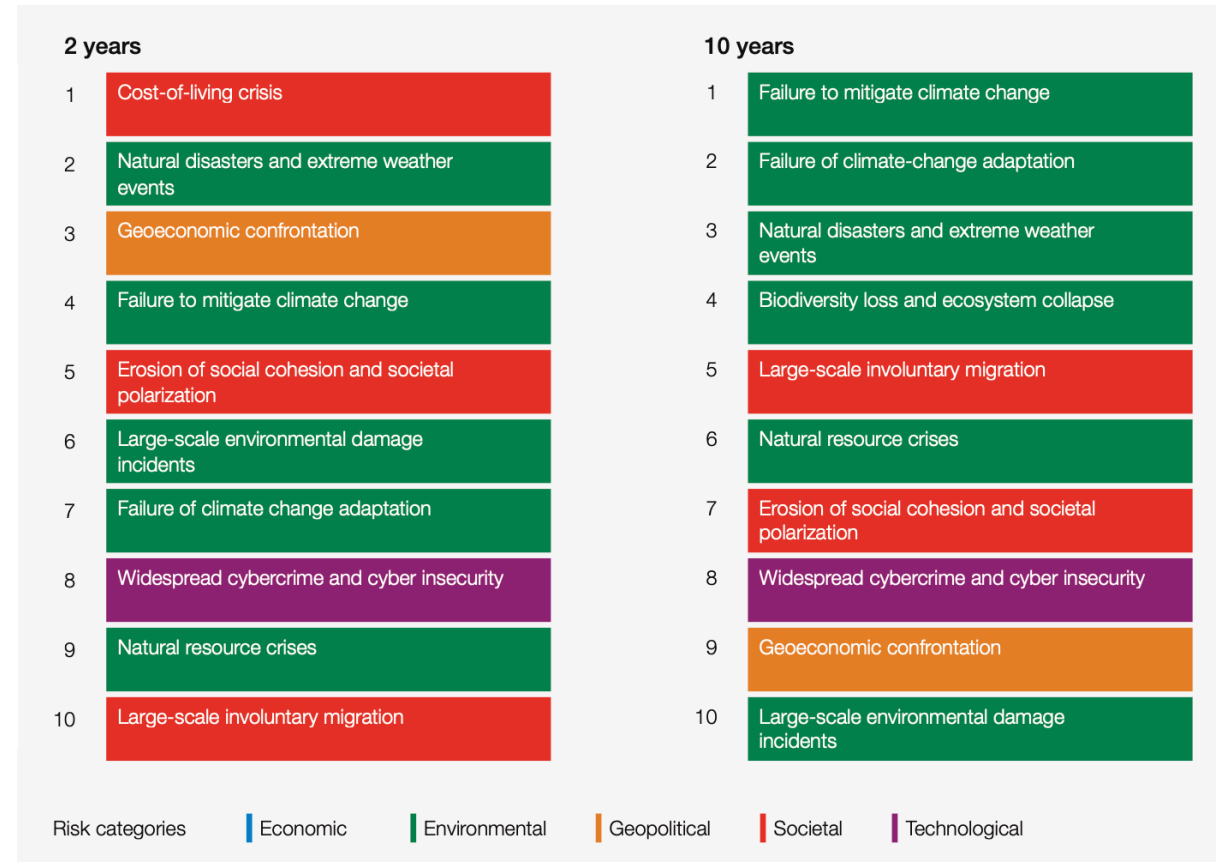 2 years
1
Cost-of-living crisis
2
Natural disasters and extreme weather
events
3
Geoeconomic confrontation
4
Failure to mitigate climate change
5
Erosion of social cohesion and societal
polarization
6
Large-scale environmental damage
incidents
7
Failure of climate change adaptation
8
Widespread cybercrime and cyber insecurity
9
Natural resource crises
10
Large-scale involuntary migration
10 years
1
Failure to mitigate climate change
2
Failure of climate-change adaptation
3
Natural disasters and extreme weather
events
4
Biodiversity loss and ecosystem collapse
5
Large-scale involuntary migration
6
Natural resource crises
7
Erosion of social cohesion and societal
polarization
8
Widespread cybercrime and cyber insecurity
9
Geoeconomic confrontation
10
Large-scale environmental damage
incidents
Risk categories
Economic
Environmental
Geopolitical
Societal
Technological